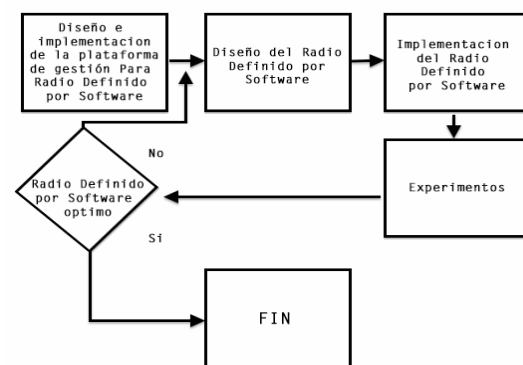 Diseño e
implementacion
de la plataforma
de gestión Para
Radio Definido
por Software
Diseño del Radio
Definido por
Software
Implementacion
del Radio
Definido
por Software
No
Radio Definido
por Software
optimo
Experimentos
Si
FIN